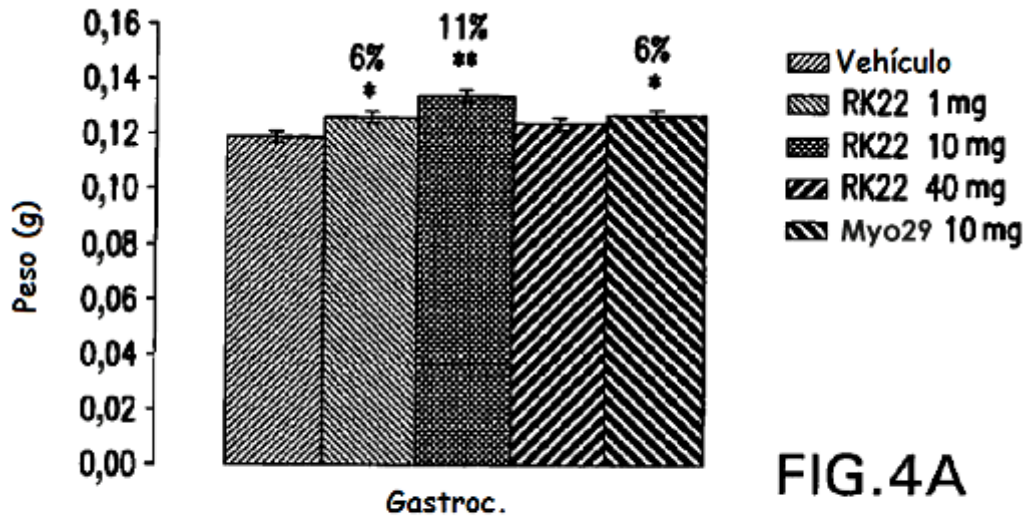 0,16
0,14
0,12
0,10
0,08
0,06
0,04
0,02
0,00
Peso (g)
6%
*
11%
**
6%
*
Gastroc.
Vehículo
RK22 1 mg
RK22 10 mg
RK22 40 mg
Myo29 10 mg
FIG.4A